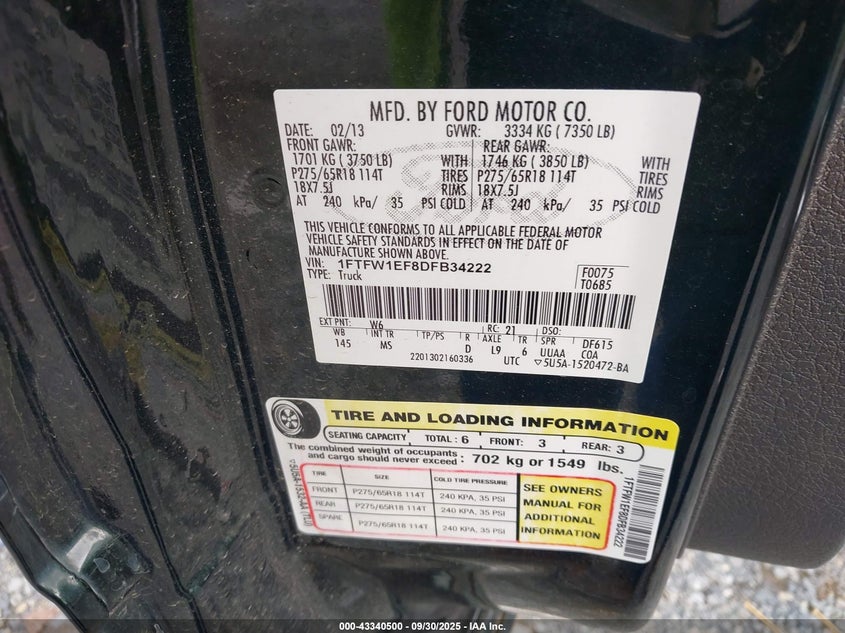 MFD. BY FORD MOTOR CO.
DATE: 02/13 GVWR: 3334 KG ( 7350 LB)
FRONT GAWR: REAR GAWR:
1701 KG ( 3750 LB) WITH 1746 KG ( 3850 LB) WITH
P275/65R18 114T TIRES P275/65R18 114T TIRES
18X7.5J RIMS 18X7.5J RIMS
AT 240 kPa/ 35 PSI COLD AT 240 kPa/ 35 PSI COLD
Ford
THIS VEHICLE CONFORMS TO ALL APPLICABLE FEDERAL MOTOR
VEHICLE SAFETY STANDARDS IN EFFECT ON THE DATE OF
MANUFACTURE SHOWN ABOVE.
VIN: 1FTFW1EF8DFB34222 F0075
TYPE: Truck T0685
EXT PNT: W6 RC: 21 DSO:
WB INT TR TP/PS R AXLE TR SPR DF615
145 MS D L9 6 UUAA COA
2201302160336 UTC ▽5U5A-1520472-BA
TIRE AND LOADING INFORMATION
SEATING CAPACITY TOTAL : 6 FRONT: 3 REAR: 3
The combined weight of occupants
and cargo should never exceed : 702 kg or 1549 lbs.
TIRE SIZE COLD TIRE PRESSURE
FRONT P275/65R18 114T 240 KPA, 35 PSI
REAR P275/65R18 114T 240 KPA, 35 PSI
SPARE P275/65R18 114T 240 KPA, 35 PSI
SEE OWNERS
MANUAL FOR
ADDITIONAL
INFORMATION
1FTFW1EF8DFB34222
000-43340500 - 09/30/2025 - IAA Inc.